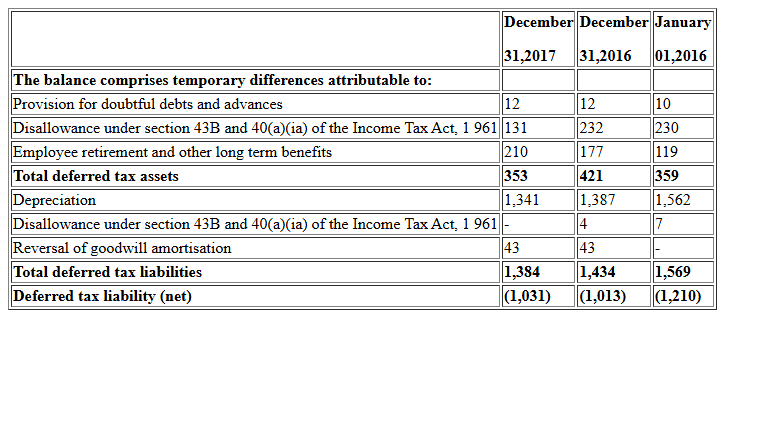 December December January
31,2017 31,2016 01,2016
The balance comprises temporary differences attributable to:
Provision for doubtful debts and advances 12 12 10
Disallowance under section 43B and 40(a)(ia) of the Income Tax Act, 1 961 131 232 230
Employee retirement and other long term benefits 210 177 119
Total deferred tax assets 353 421 359
Depreciation 1,341 1,387 1,562
Disallowance under section 43B and 40(a)(ia) of the Income Tax Act, 1 961 - 4 7
Reversal of goodwill amortisation 43 43 -
Total deferred tax liabilities 1,384 1,434 1,569
Deferred tax liability (net) (1,031) (1,013) (1,210)